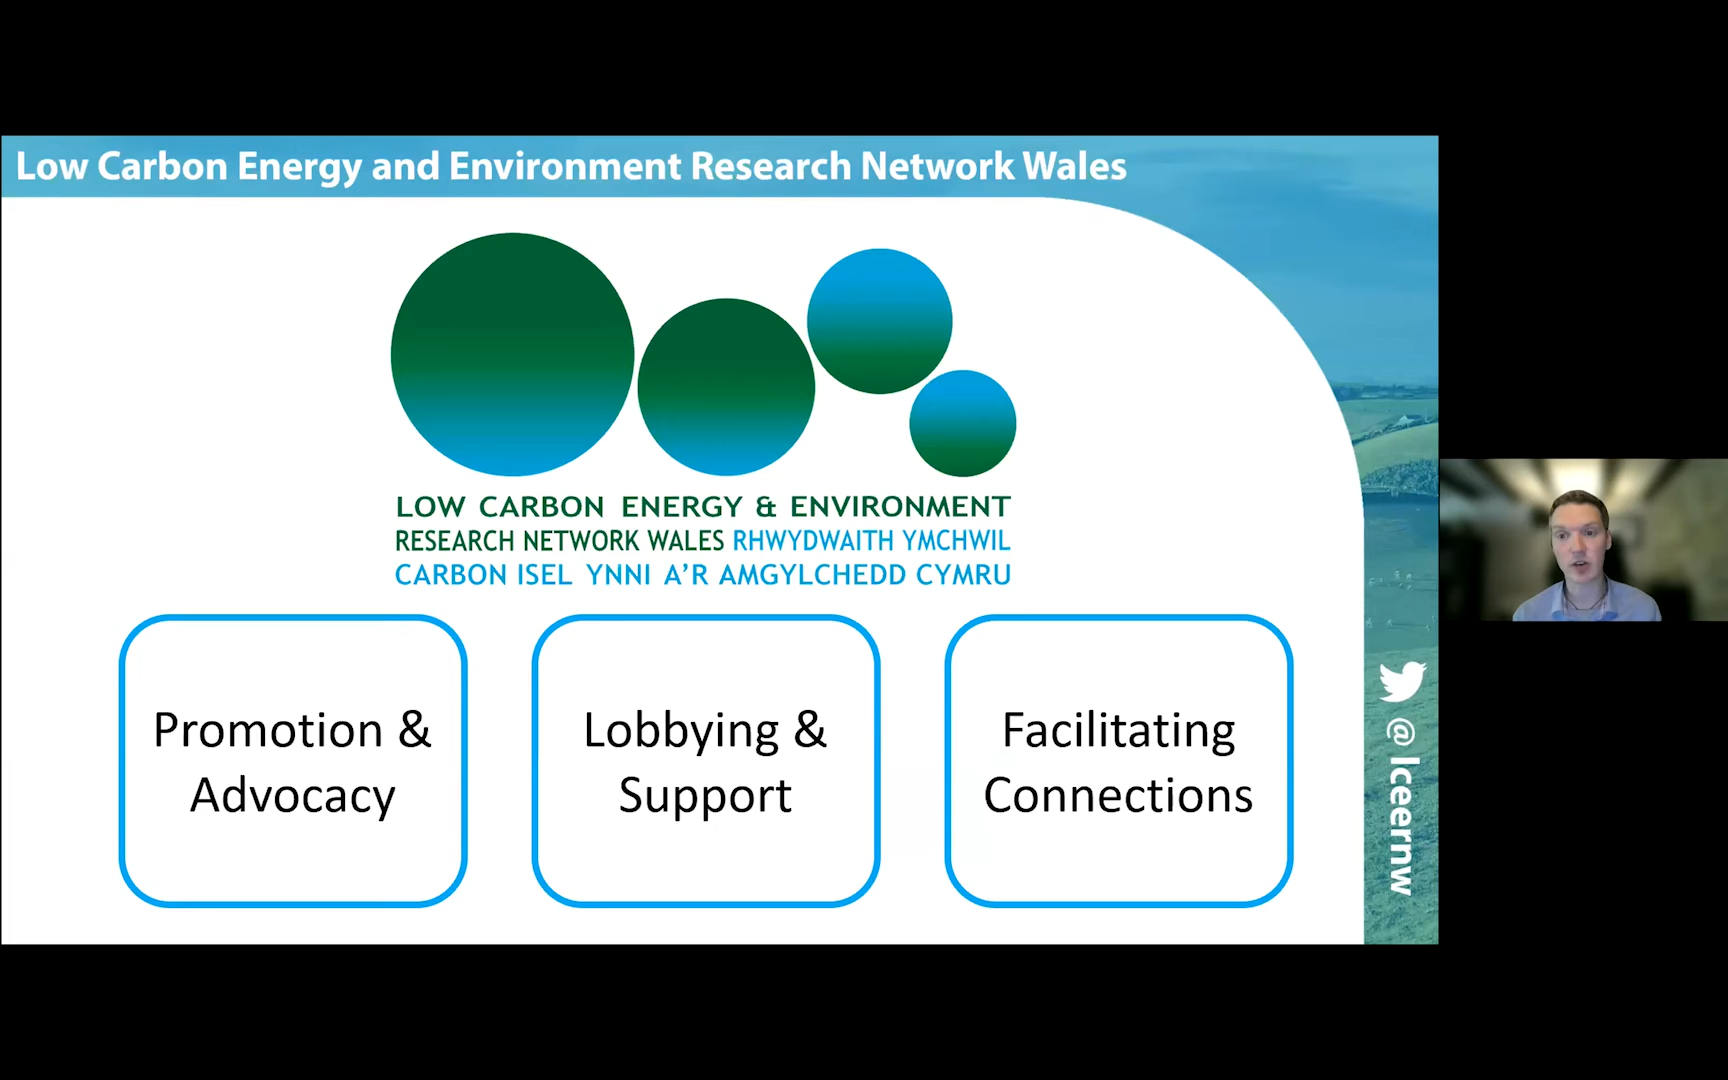 Low Carbon Energy and Environment Research Network Wales
LOW CARBON ENERGY & ENVIRONMENT
RESEARCH NETWORK WALES RHWYDWAITH YMCHWIL
CARBON ISEL YNNI A’R AMGYLCHEDD CYMRU
Promotion &
Advocacy
Lobbying &
Support
Facilitating
Connections
@lceernw